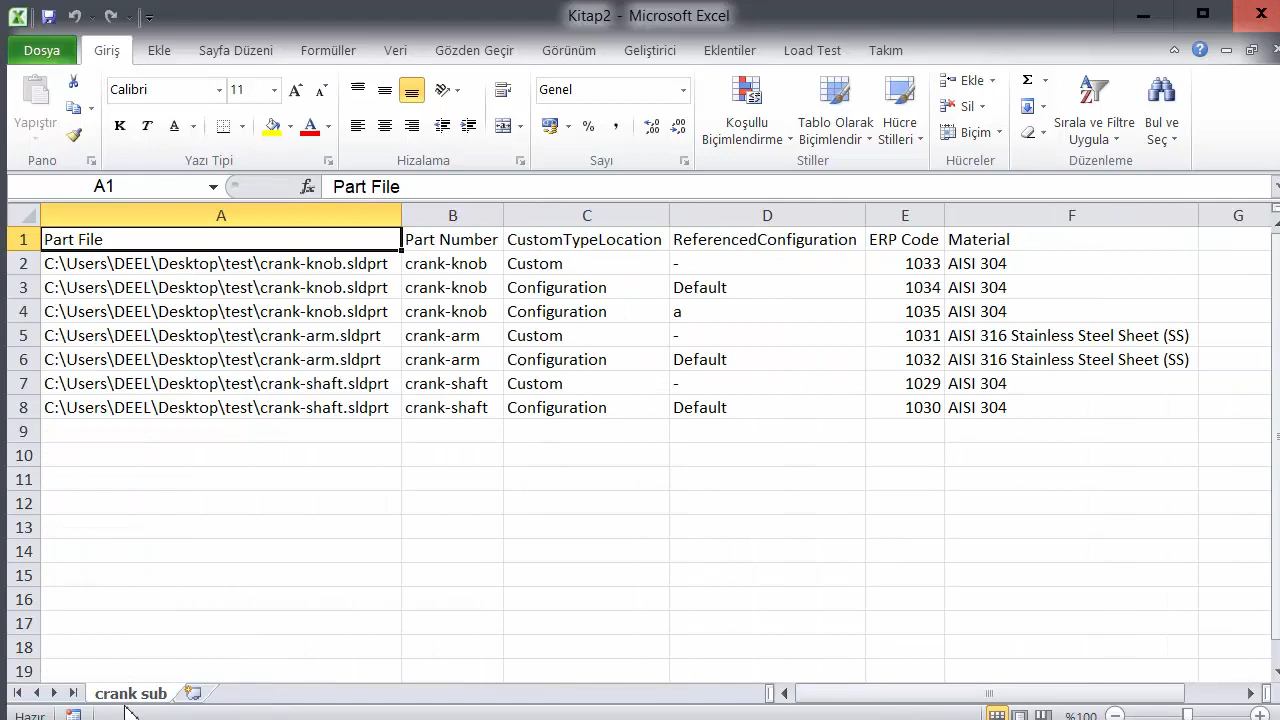 Kitap2 - Microsoft Excel
Dosya Giriş Ekle Sayfa Düzeni Formüller Veri Gözden Geçir Görünüm Geliştirici Eklentiler Load Test Takım
Yapıştır
Pano
Calibri 11
K T A
A
Yazı Tipi
Hizalama
Genel
%
Sayı
Koşullu Biçimlendirme
Tablo Olarak Biçimlendir
Hücre Stilleri
Stiller
Ekle
Sil
Biçim
Hücreler
Σ
Sırala ve Filtre Uygula
Bul ve Seç
Düzenleme
A1 fx Part File
A B C D E F G
1 Part File Part Number CustomTypeLocation ReferenedConfiguration ERP Code Material
2 C:\Users\DEEL\Desktop\test\crank-knob.sldprt crank-knob Custom - 1033 AISI 304
3 C:\Users\DEEL\Desktop\test\crank-knob.sldprt crank-knob Configuration Default 1034 AISI 304
4 C:\Users\DEEL\Desktop\test\crank-knob.sldprt crank-knob Configuration a 1035 AISI 304
5 C:\Users\DEEL\Desktop\test\crank-arm.sldprt crank-arm Custom - 1031 AISI 316 Stainless Steel Sheet (SS)
6 C:\Users\DEEL\Desktop\test\crank-arm.sldprt crank-arm Configuration Default 1032 AISI 316 Stainless Steel Sheet (SS)
7 C:\Users\DEEL\Desktop\test\crank-shaft.sldprt crank-shaft Custom - 1029 AISI 304
8 C:\Users\DEEL\Desktop\test\crank-shaft.sldprt crank-shaft Configuration Default 1030 AISI 304
9
10
11
12
13
14
15
16
17
18
19
crank sub
Hazır %100